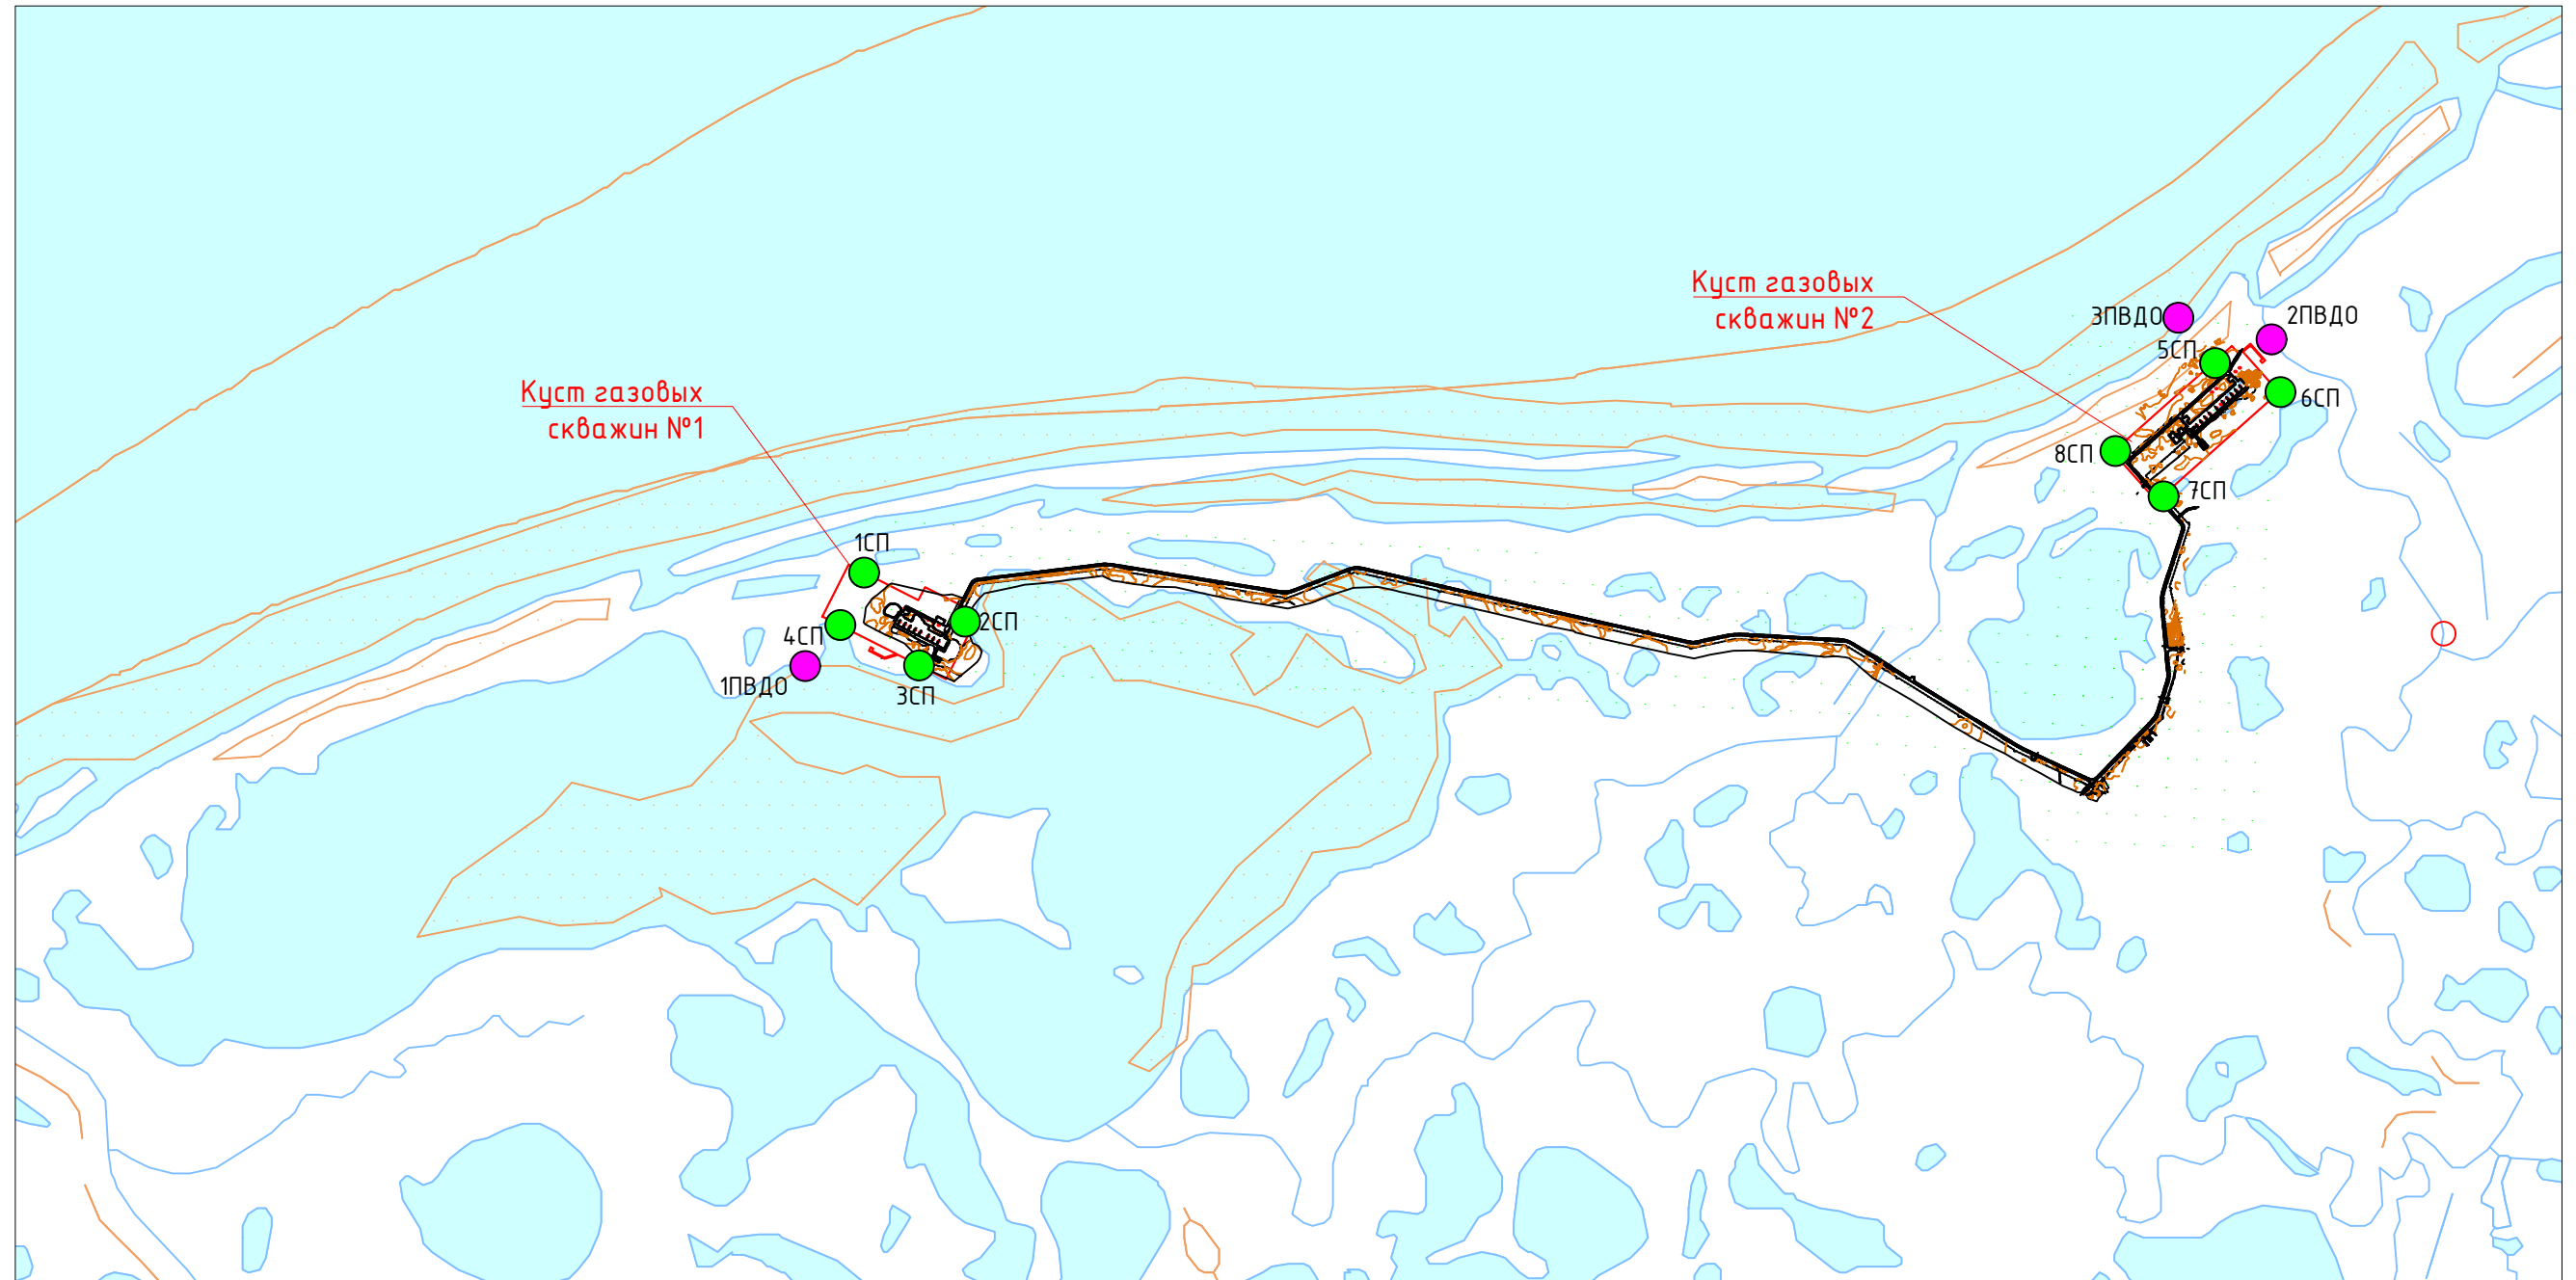 Куст газовых
скважин №2
3ПВДО
2ПВДО
5СП
6СП
8СП
7СП
Куст газовых
скважин №1
1СП
2СП
4СП
3СП
1ПВДО